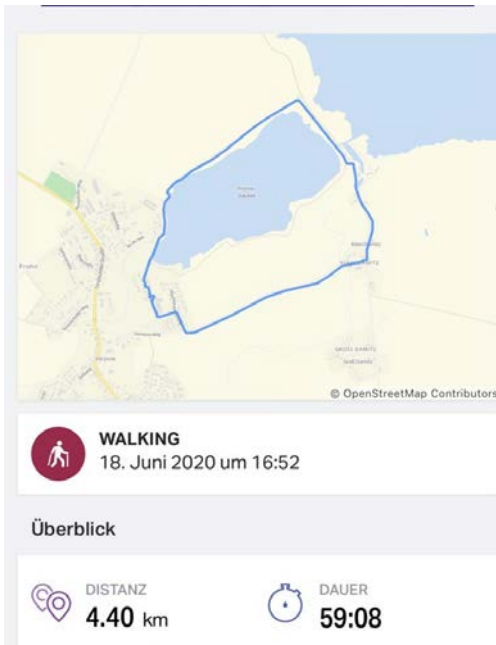 © OpenStreetMap Contributors
WALKING
18. Juni 2020 um 16:52
Überblick
DISTANZ
4.40 km
DAUER
59:08